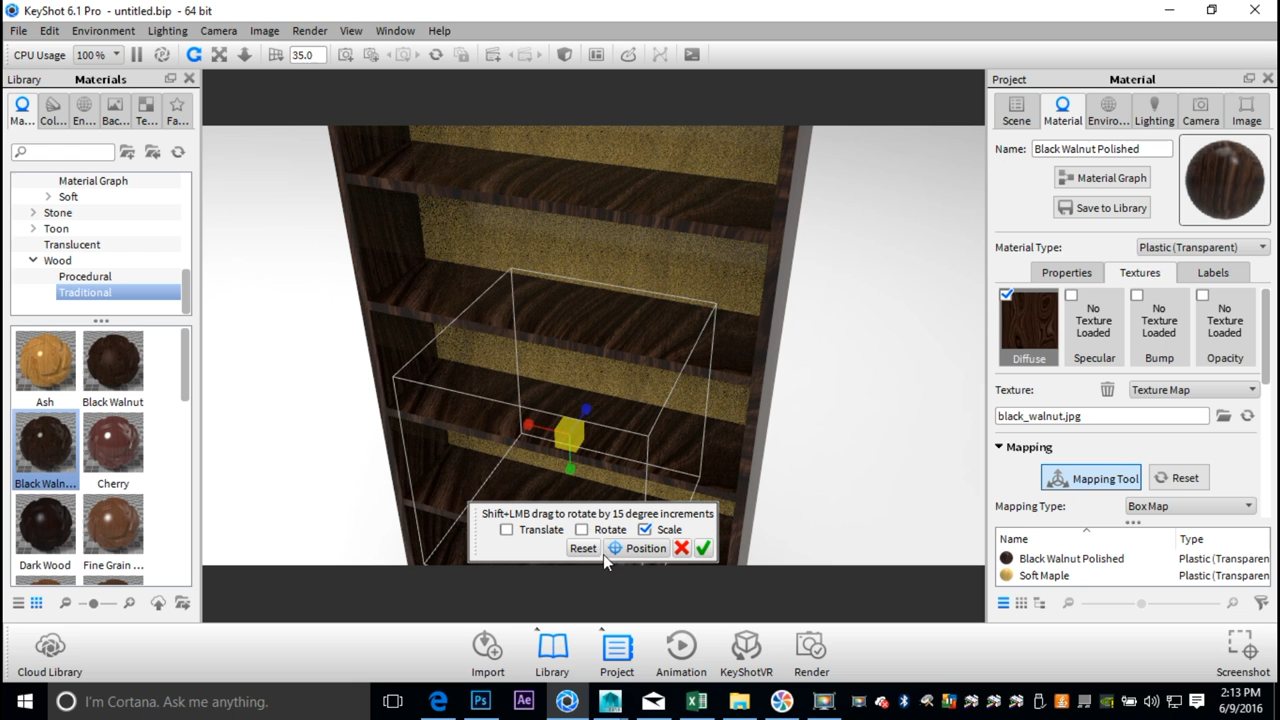 KeyShot 6.1 Pro - untitled.bip - 64 bit
File Edit Environment Lighting Camera Image Render View Window Help
CPU Usage 100% 35.0
Library Materials
Ma... Col... En... Bac... Te... Fa...
Material Graph
Soft
Stone
Toon
Translucent
Wood
Procedural
Traditional
Ash Black Walnut
Black Waln... Cherry
Dark Wood Fine Grain ...
Shift+LMB drag to rotate by 15 degree increments
Translate Rotate Scale
Reset Position
Project Material
Scene Material Enviro... Lighting Camera Image
Name: Black Walnut Polished
Material Graph
Save to Library
Material Type: Plastic (Transparent)
Properties Textures Labels
No Texture Loaded No Texture Loaded No Texture Loaded
Diffuse Specular Bump Opacity
Texture: Texture Map
black_walnut.jpg
Mapping
Mapping Tool Reset
Mapping Type: Box Map
Name Type
Black Walnut Polished Plastic (Transparen
Soft Maple Plastic (Transparen
Cloud Library Import Library Project Animation KeyShotVR Render Screenshot
I'm Cortana. Ask me anything.
Ps Ae
2:13 PM
6/9/2016